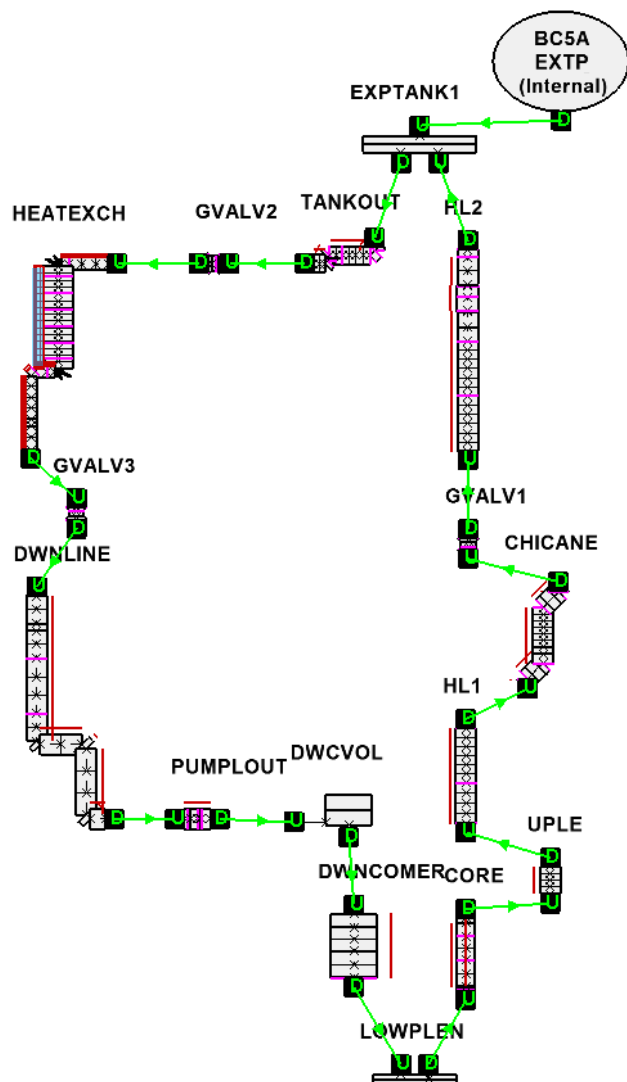 BC5A
EXTP
(Internal)
EXPTANK1
U
D
D
U
TANKOUT
HL2
HEATEXCH
GVALV2
U
D
U
D
U
D
D
U
GVALV3
GVALV1
U
D
D
U
CHICANE
DWNLINE
U
D
U
HL1
D
PUMPLOUT
DWCVOL
D
U
D
U
D
U
UPLE
D
DWNCOMER
CORE
U
D
U
D
U
LOWPLEN
U
D